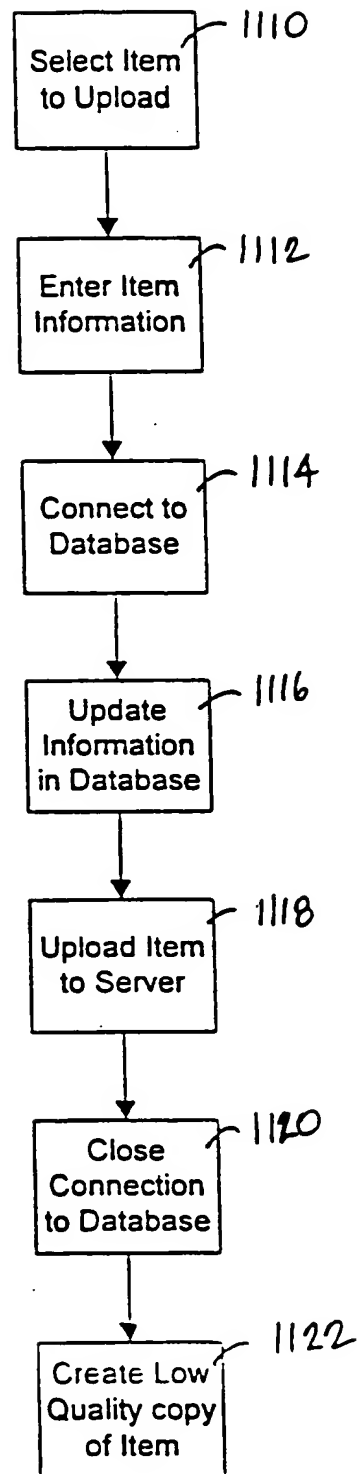 1110
Select Item
to Upload
1112
Enter Item
Information
1114
Connect to
Database
1116
Update
Information
in Database
1118
Upload Item
to Server
1120
Close
Connection
to Database
1122
Create Low
Quality copy
of Item